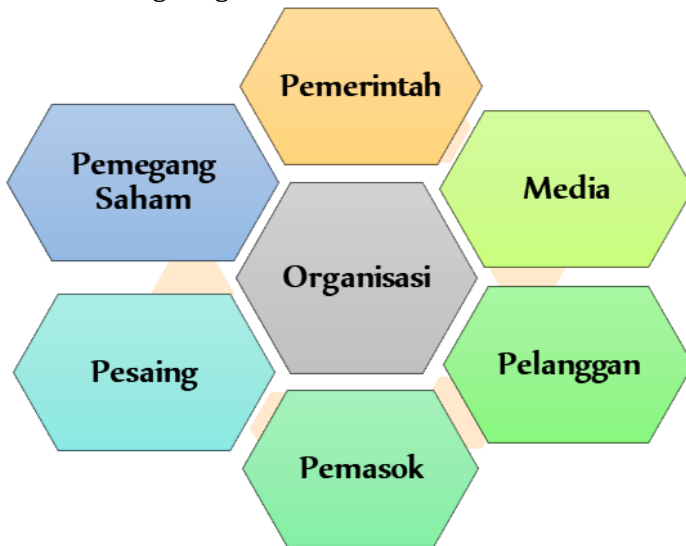 Pemerintah
Pemegang
Saham
Media
Organisasi
Pesaing
Pelanggan
Pemasok